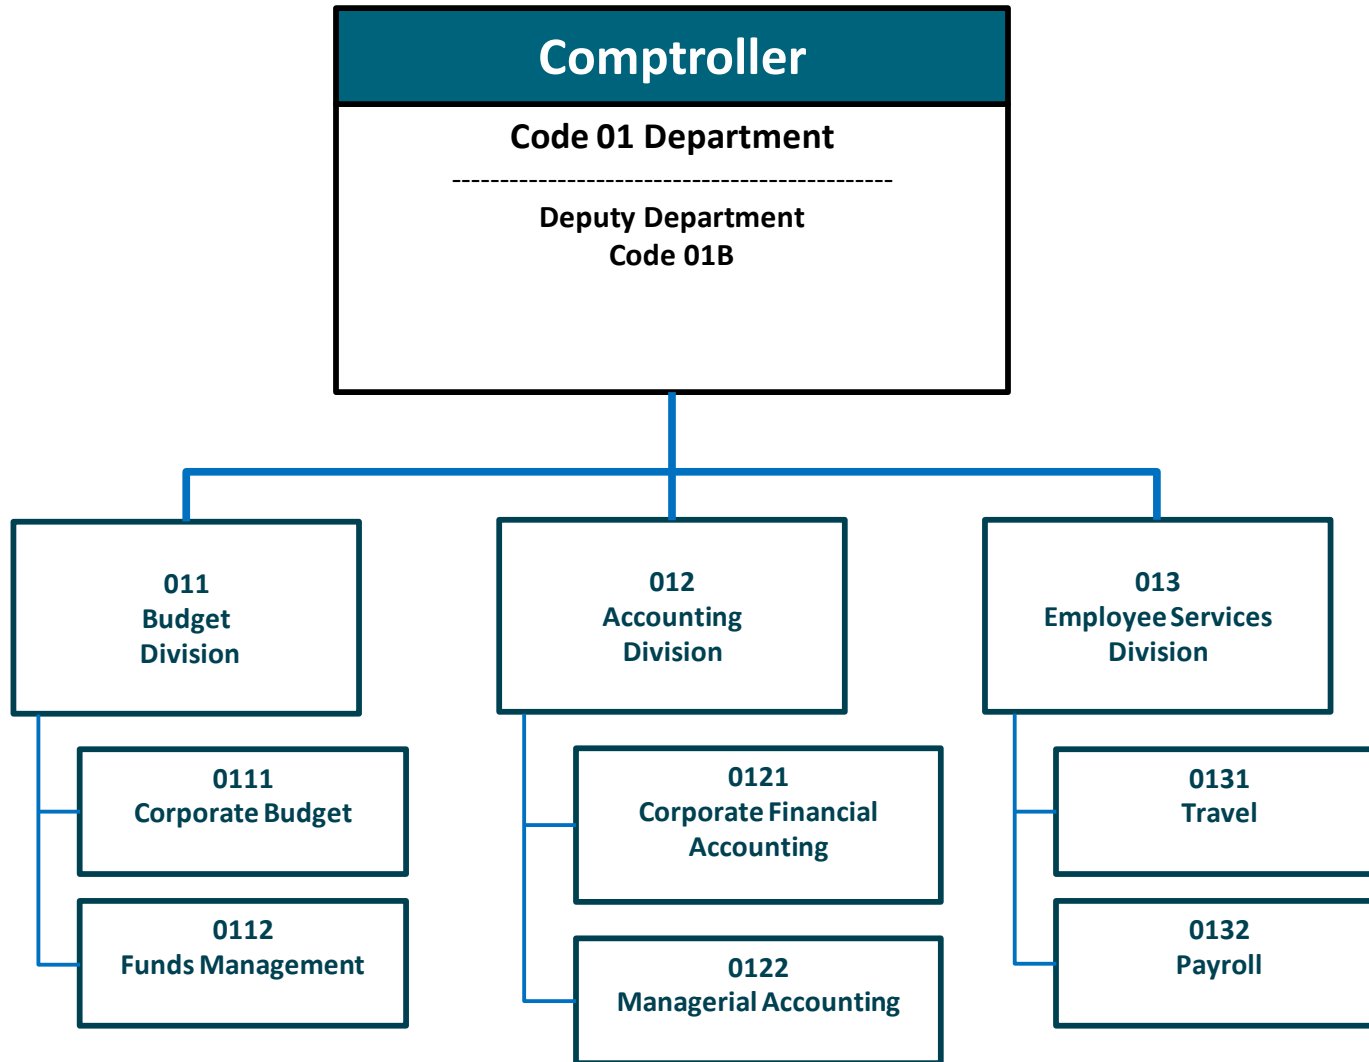 Comptroller
Code 01 Department
----------------------------------------------
Deputy Department
Code 01B
011
Budget
Division
012
Accounting
Division
013
Employee Services
Division
0111
Corporate Budget
0112
Funds Management
0121
Corporate Financial
Accounting
0122
Managerial Accounting
0131
Travel
0132
Payroll